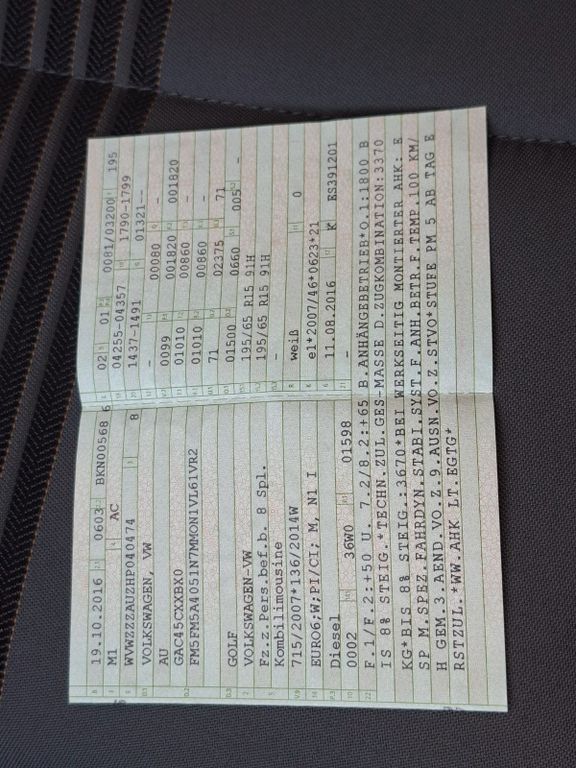 19.10.2016 0603 BKN00568 6
M1 AC
WVWZZZAUZHP040474 8
VOLKSWAGEN, VW
AU
GAC45CXXBX0
FM5FM5A4051N7MMON1VL61VR2
GOLF
VOLKSWAGEN-VW
Fz.z.Pers.bef.b. 8 Spl.
Kombilimousine
715/2007*136/2014W
EURO6;W;PI/CI; M, N1 I
Diesel
0002 36W0 01598
02 01 0081/03200 195
04255-04357 1790-1799
1437-1491 01321--
- 00080 -
0099 001820 001820
01010 00860 -
01010 00860 -
71 02375 71
01500 0660 005 -
195/65 R15 91H
195/65 R15 91H
-
weiß 0
e1*2007/46*0623*21
11.08.2016 K ES391201
-
F.1/F.2:+50 U. 7.2/8.2:+65 B.ANHÄNGEBETRIEB*O.1:1800 B
IS 8% STEIG.*TECHN.ZUL.GES-MASSE D.ZUGKOMBINATION:3370
KG*BIS 8% STEIG.:3670*BEI WERKSEITIG MONTIERTER AHK: E
SP M.SPEZ.FAHRDYN.STABI.SYST.F.ANH.BETR.F.TEMP.100 KM/
H GEM.3.AEND.VO.Z.9.AUSN.VO.Z.STVO*STUFE PM 5 AB TAG E
RSTZUL.*WW.AHK LT.EGTG*